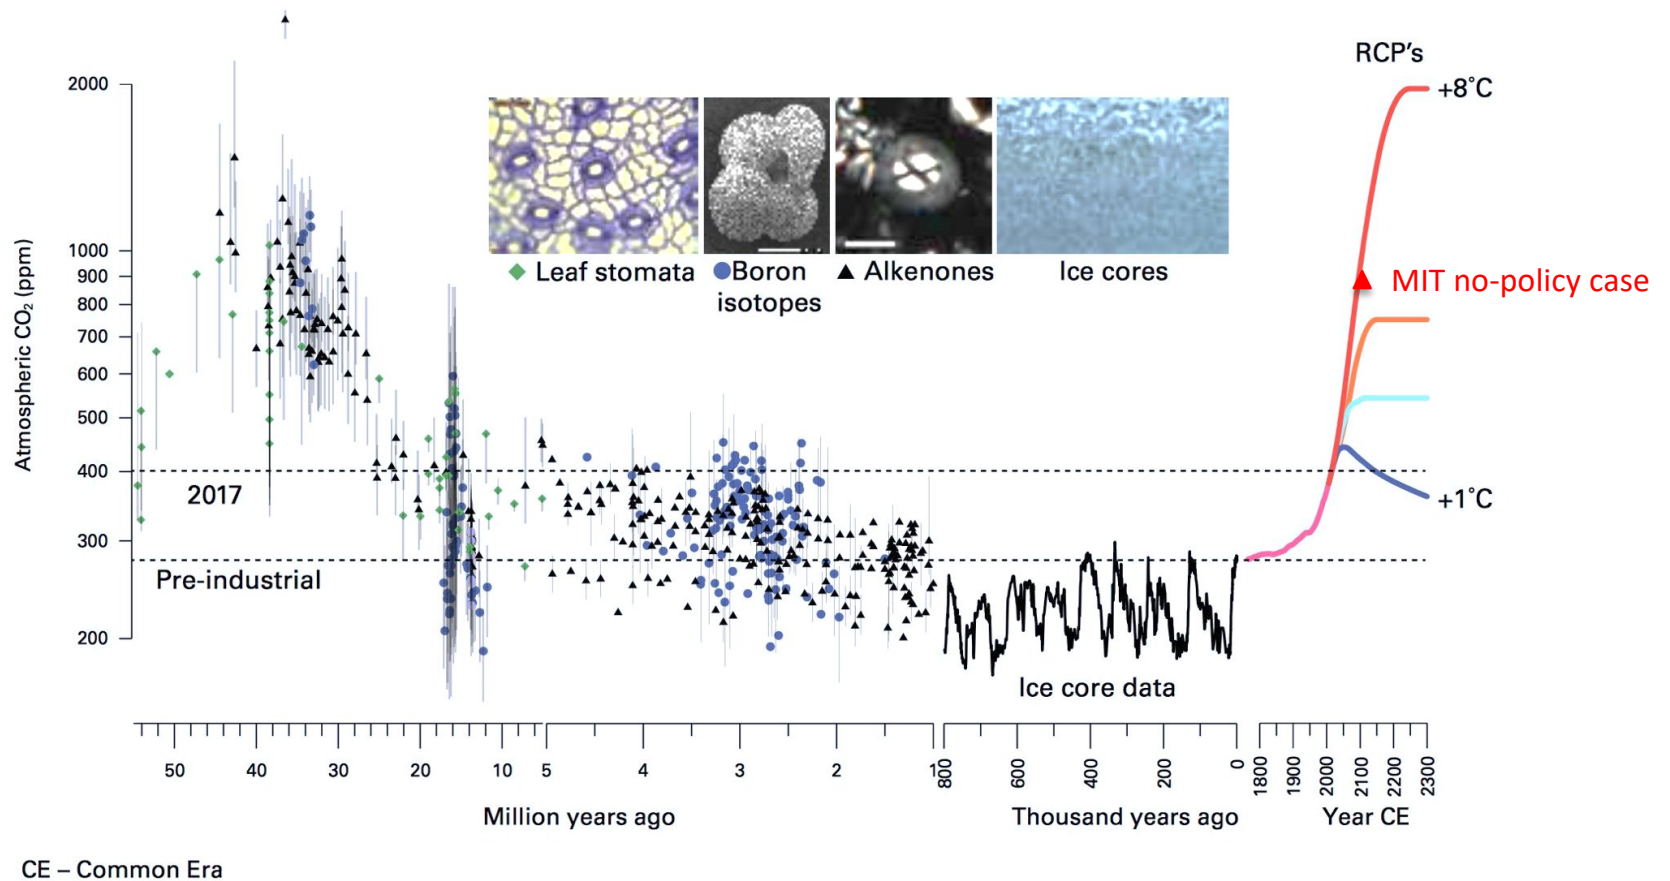 RCP's
2000
+8°C
1000
900
800
700
600
500
400
300
200
Atmospheric CO₂ (ppm)
Leaf stomata
Boron
isotopes
Alkenones
Ice cores
MIT no-policy case
2017
+1°C
Pre-industrial
Ice core data
50 40 30 20 10 5 4 3 2 1
800 600 400 200 0
1800 1900 2000 2100 2200 2300
Million years ago
Thousand years ago
Year CE
CE – Common Era